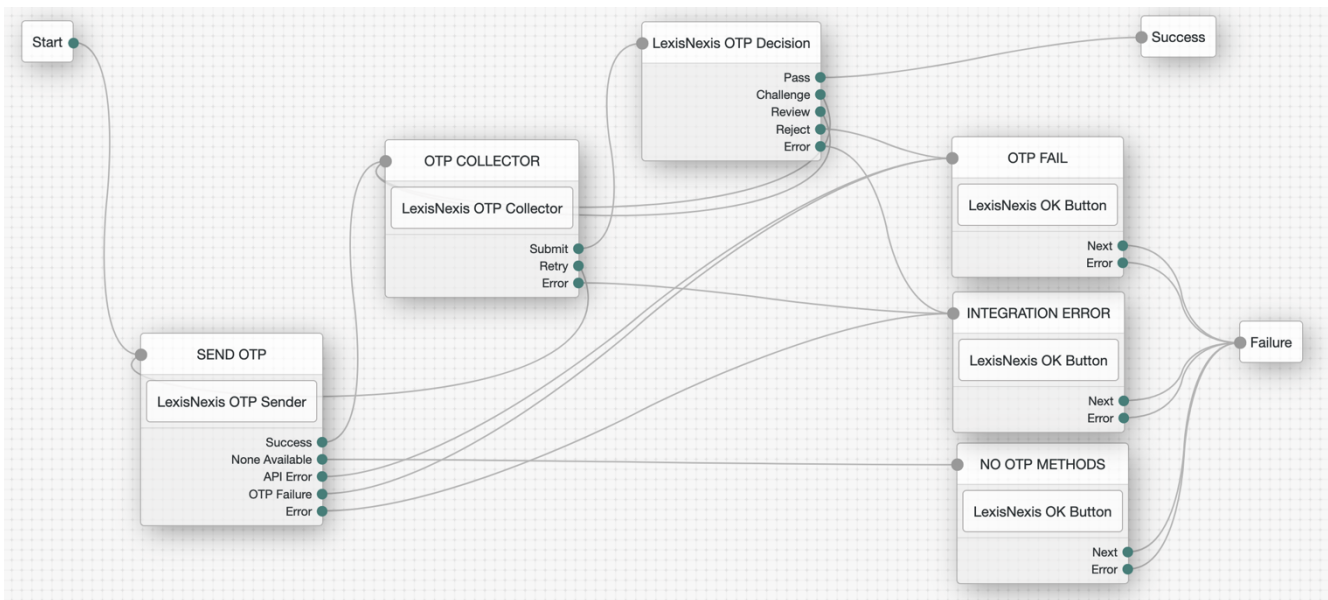 Start
LexisNexis OTP Decision
Pass
Challenge
Review
Reject
Error
Success
OTP COLLECTOR
LexisNexis OTP Collector
Submit
Retry
Error
OTP FAIL
LexisNexis OK Button
Next
Error
INTEGRATION ERROR
LexisNexis OK Button
Next
Error
Failure
SEND OTP
LexisNexis OTP Sender
Success
None Available
API Error
OTP Failure
Error
NO OTP METHODS
LexisNexis OK Button
Next
Error